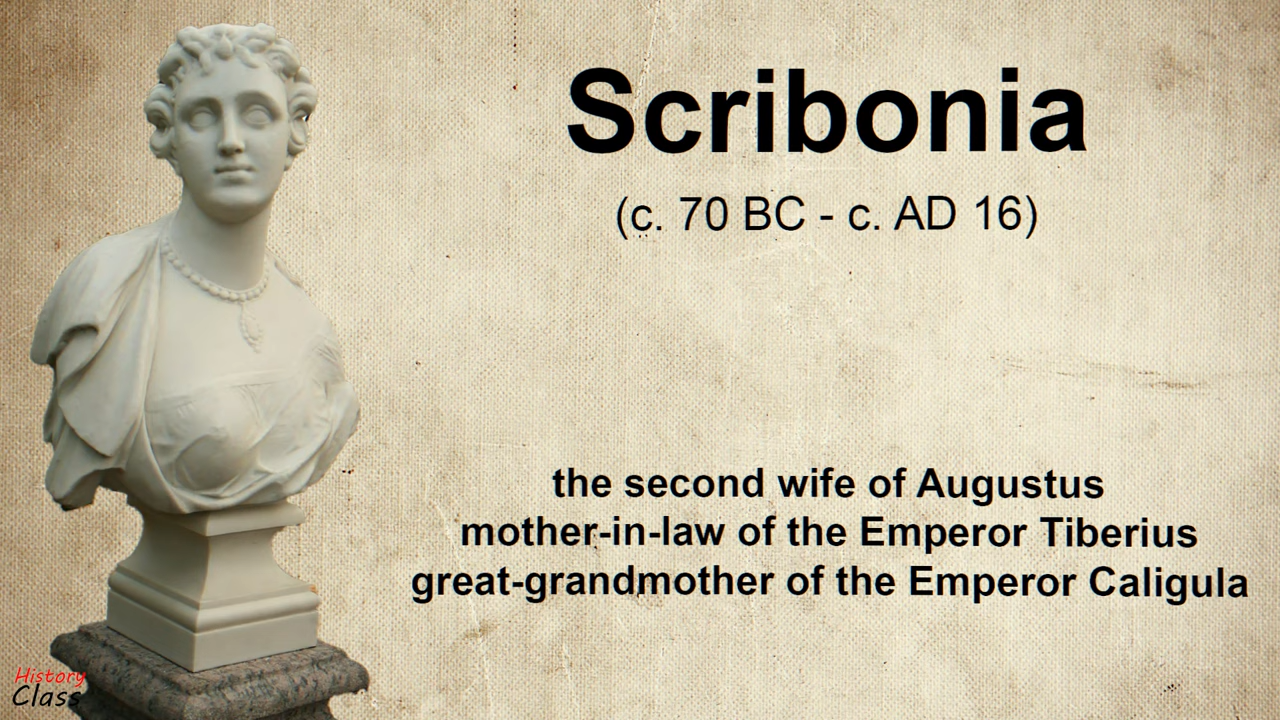 Scribonia
(c. 70 BC - c. AD 16)
the second wife of Augustus
mother-in-law of the Emperor Tiberius
great-grandmother of the Emperor Caligula
History
Class